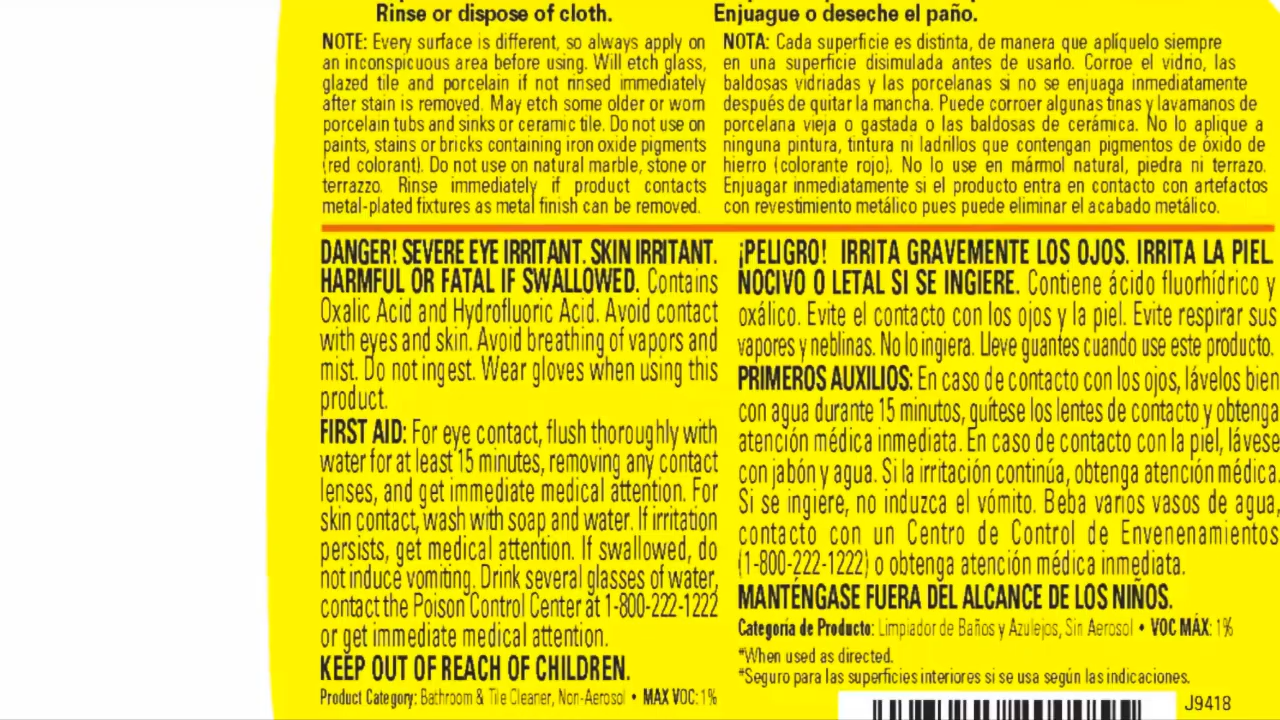 Rinse or dispose of cloth.
NOTE: Every surface is different, so always apply on
an inconspicuous area before using. Will etch glass,
glazed tile and porcelain if not rinsed immediately
after stain is removed. May etch some older or worn
porcelain tubs and sinks or ceramic tile. Do not use on
paints, stains or bricks containing iron oxide pigments
(red colorant). Do not use on natural marble, stone or
terrazzo. Rinse immediately if product contacts
metal-plated fixtures as metal finish can be removed.
DANGER! SEVERE EYE IRRITANT. SKIN IRRITANT.
HARMFUL OR FATAL IF SWALLOWED. Contains
Oxalic Acid and Hydrofluoric Acid. Avoid contact
with eyes and skin. Avoid breathing of vapors and
mist. Do not ingest. Wear gloves when using this
product.
FIRST AID: For eye contact, flush thoroughly with
water for at least 15 minutes, removing any contact
lenses, and get immediate medical attention. For
skin contact, wash with soap and water. If irritation
persists, get medical attention. If swallowed, do
not induce vomiting. Drink several glasses of water,
contact the Poison Control Center at 1-800-222-1222
or get immediate medical attention.
KEEP OUT OF REACH OF CHILDREN.
Product Category: Bathroom & Tile Cleaner, Non-Aerosol • MAX VOC: 1%
Enjuague o deseche el paño.
NOTA: Cada superficie es distinta, de manera que aplíquelo siempre
en una superficie disimulada antes de usarlo. Corroe el vidrio, las
baldosas vidriadas y las porcelanas si no se enjuaga inmediatamente
después de quitar la mancha. Puede corroer algunas tinas y lavamanos de
porcelana vieja o gastada o las baldosas de cerámica. No lo aplique a
ninguna pintura, tintura ni ladrillos que contengan pigmentos de óxido de
hierro (colorante rojo). No lo use en mármol natural, piedra ni terrazo.
Enjuagar inmediatamente si el producto entra en contacto con artefactos
con revestimiento metálico pues puede eliminar el acabado metálico.
¡PELIGRO! IRRITA GRAVEMENTE LOS OJOS. IRRITA LA PIEL.
NOCIVO O LETAL SI SE INGIERE. Contiene ácido fluorhídrico y
oxálico. Evite el contacto con los ojos y la piel. Evite respirar sus
vapores y neblinas. No lo ingiera. Lleve guantes cuando use este producto.
PRIMEROS AUXILIOS: En caso de contacto con los ojos, lávelos bien
con agua durante 15 minutos, quítese los lentes de contacto y obtenga
atención médica inmediata. En caso de contacto con la piel, lávese
con jabón y agua. Si la irritación continúa, obtenga atención médica.
Si se ingiere, no induzca el vómito. Beba varios vasos de agua,
contacto con un Centro de Control de Envenenamientos
(1-800-222-1222) o obtenga atención médica inmediata.
MANTÉNGASE FUERA DEL ALCANCE DE LOS NIÑOS.
Categoría de Producto: Limpiador de Baños y Azulejos, Sin Aerosol • VOC MÁX: 1%
*When used as directed.
*Seguro para las superficies interiores si se usa según las indicaciones.
J9418